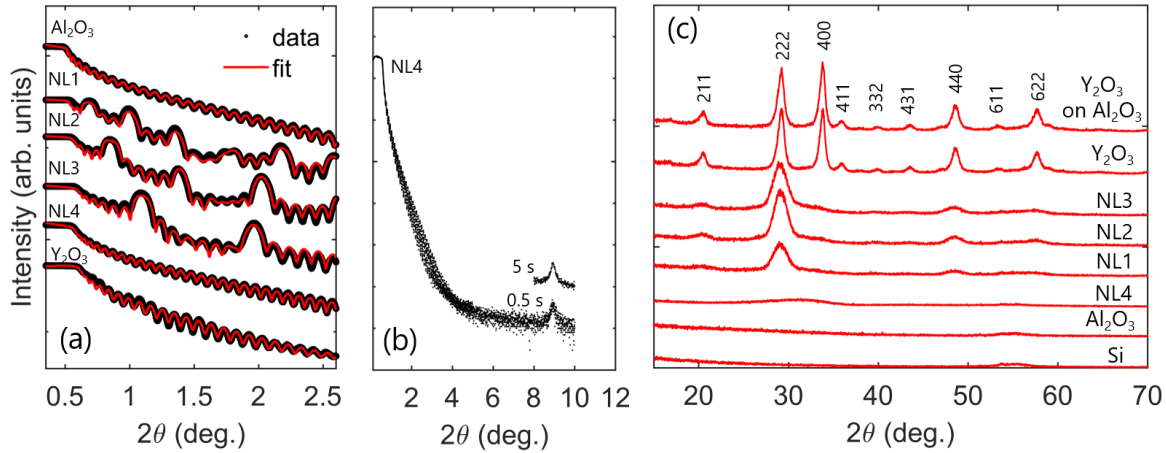 Al₂O₃
NL1
NL2
NL3
NL4
Y₂O₃
data
fit
(a)
Intensity (arb. units)
0.5 1 1.5 2 2.5
2θ (deg.)
NL4
5 s
0.5 s
(b)
0 2 4 6 8 10 12
2θ (deg.)
(c)
211
222
400
411
332
431
440
611
622
Y₂O₃
on Al₂O₃
Y₂O₃
NL3
NL2
NL1
NL4
Al₂O₃
Si
20 30 40 50 60 70
2θ (deg.)